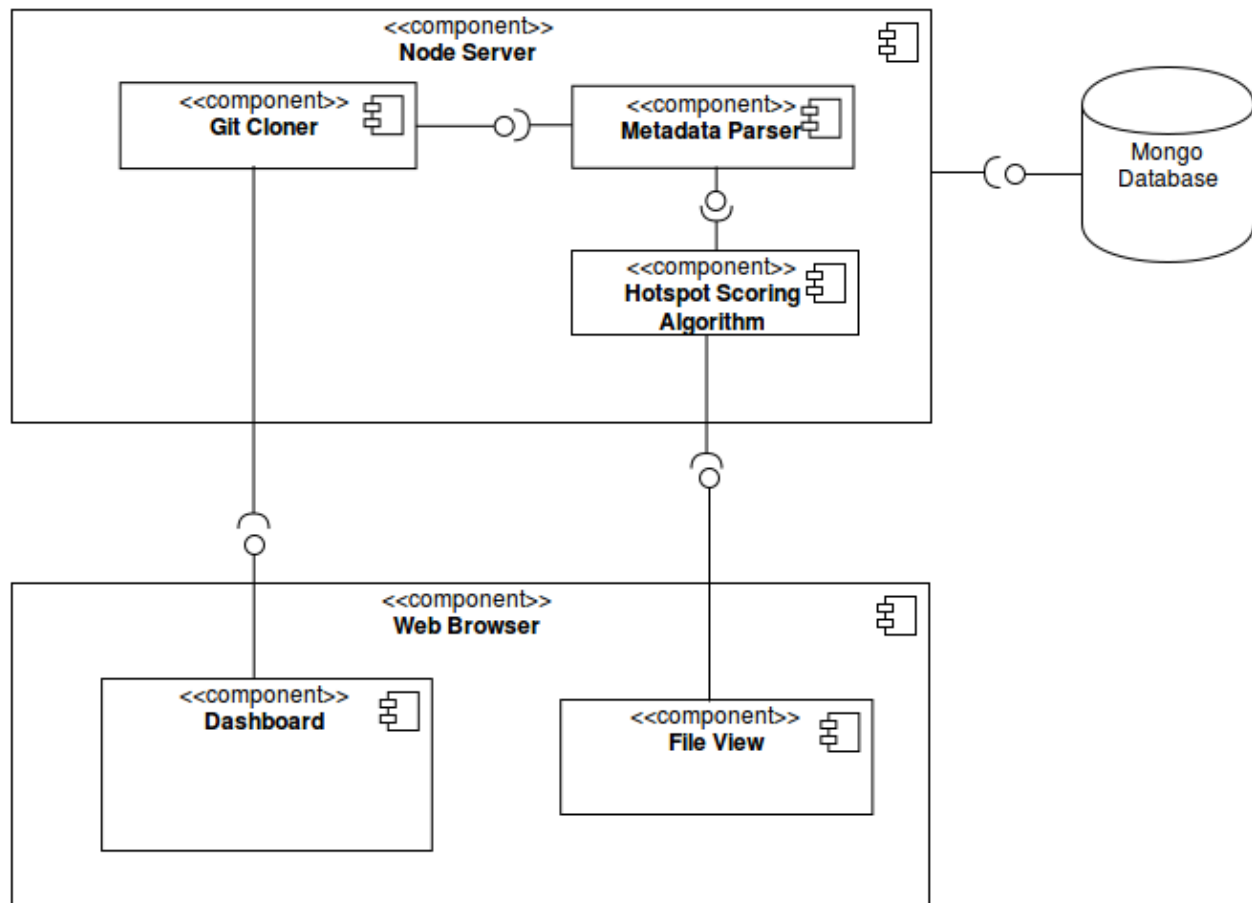 <<component>>
Node Server
<<component>>
Git Cloner
<<component>>
Metadada Parser
Mongo
Database
<<component>>
Hotspot Scoring
Algorithm
<<component>>
Web Browser
<<component>>
Dashboard
<<component>>
File View